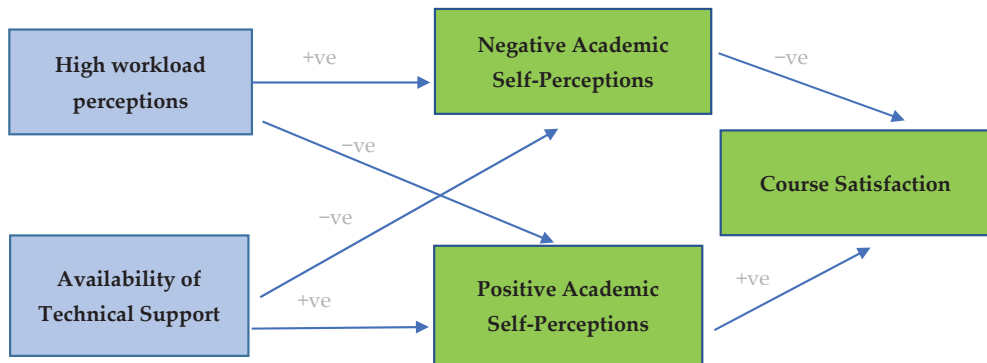 High workload
perceptions
+ve
Negative Academic
Self-Perceptions
−ve
−ve
Course Satisfaction
−ve
Availability of
Technical Support
+ve
Positive Academic
Self-Perceptions
+ve